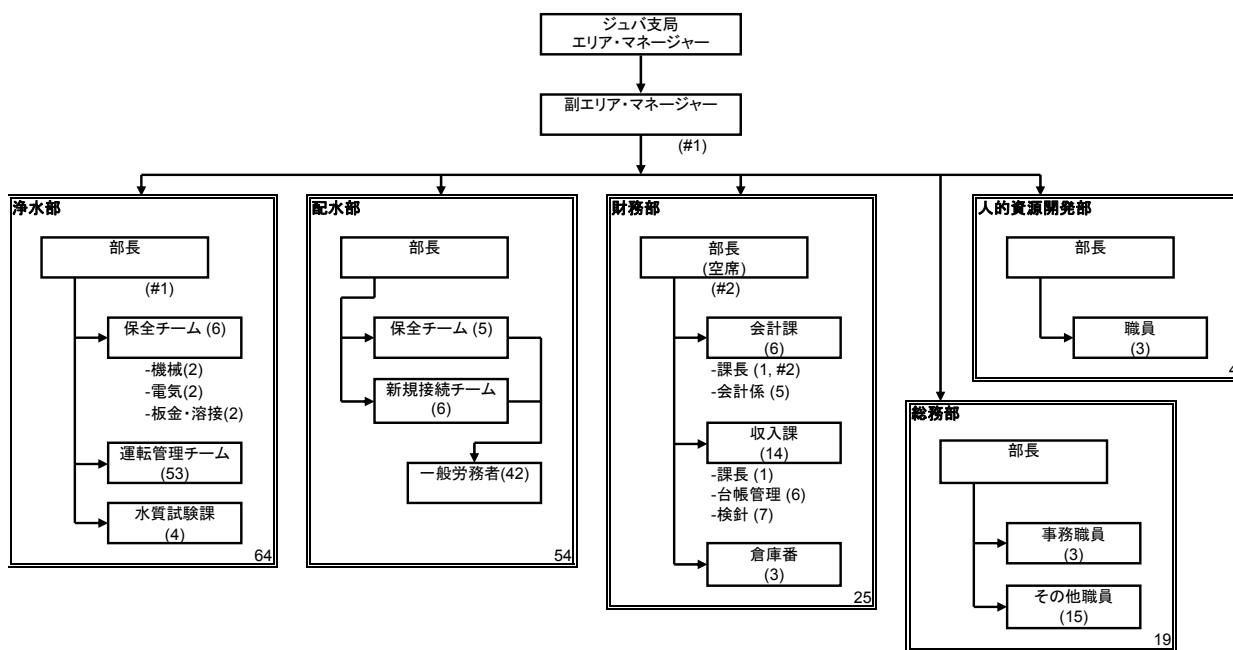 ジュバ支局
エリア・マネージャー
副エリア・マネージャー
(#1)
浄水部
部長
(#1)
保全チーム (6)
-機械(2)
-電気(2)
-板金・溶接(2)
運転管理チーム
(53)
水質試験課
(4)
64
配水部
部長
保全チーム (5)
新規接続チーム
(6)
一般労務者(42)
54
財務部
部長
(空席)
(#2)
会計課
(6)
-課長 (1, #2)
-会計係 (5)
収入課
(14)
-課長 (1)
-台帳管理 (6)
-検針 (7)
倉庫番
(3)
25
人的資源開発部
部長
職員
(3)
4
総務部
部長
事務職員
(3)
その他職員
(15)
19